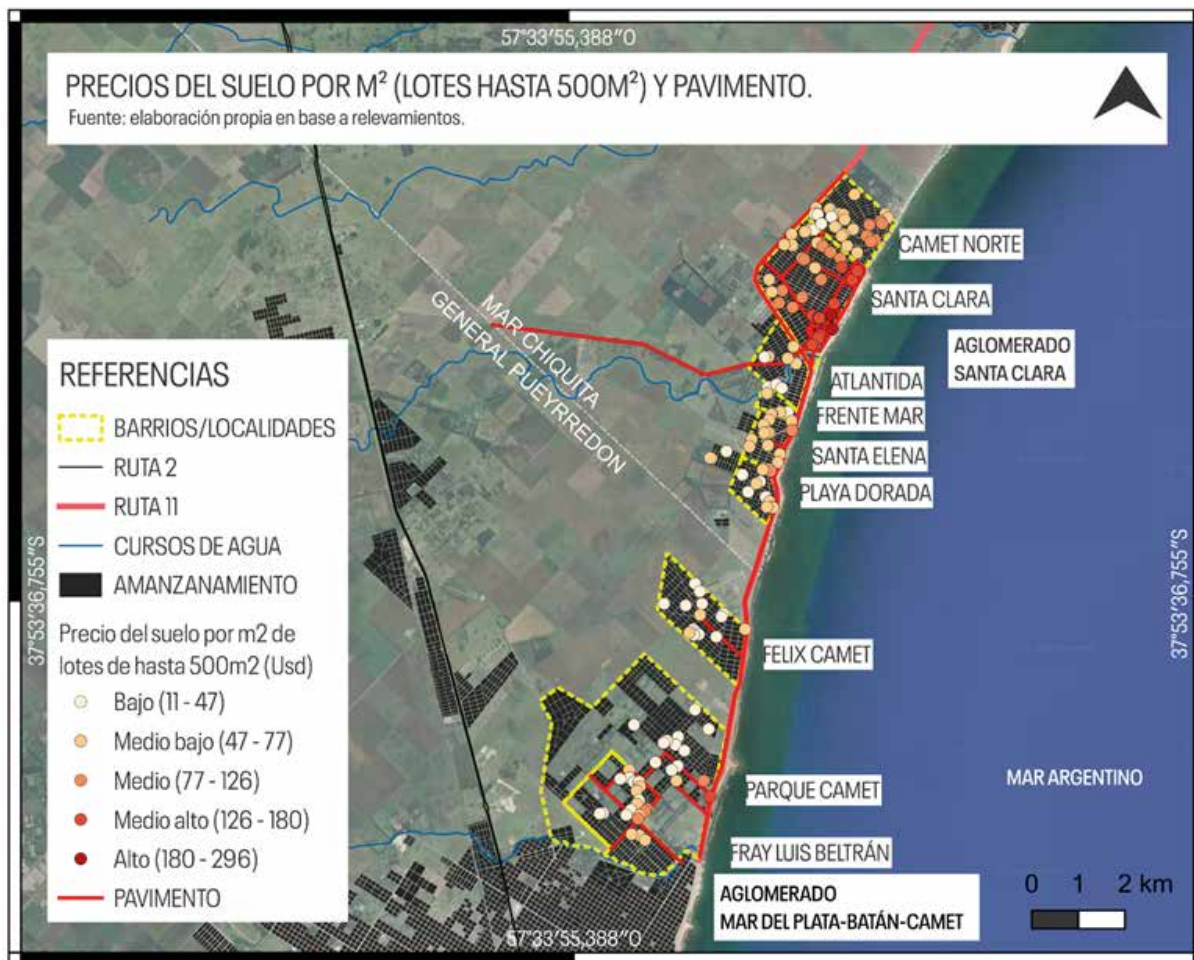 57°33'55,388"O
PRECIOS DEL SUELO POR M² (LOTES HASTA 500M²) Y PAVIMENTO.
Fuente: elaboración propia en base a relevamientos.
CAMET NORTE
SANTA CLARA
AGLOMERADO
SANTA CLARA
MAR CHIQUITA
GENERAL PUEYRREDON
ATLANTIDA
FRENTE MAR
SANTA ELENA
PLAYA DORADA
REFERENCIAS
BARRIOS/LOCALIDADES
RUTA 2
RUTA 11
CURSOS DE AGUA
AMANZANAMIENTO
Precio del suelo por m2 de
lotes de hasta 500m2 (Usd)
Bajo (11 - 47)
Medio bajo (47 - 77)
Medio (77 - 126)
Medio alto (126 - 180)
Alto (180 - 296)
PAVIMENTO
37°53'36,755"S
37°53'36,755"S
FELIX CAMET
PARQUE CAMET
MAR ARGENTINO
FRAY LUIS BELTRÁN
AGLOMERADO
MAR DEL PLATA-BATÁN-CAMET
0 1 2 km
57°33'55,388"O